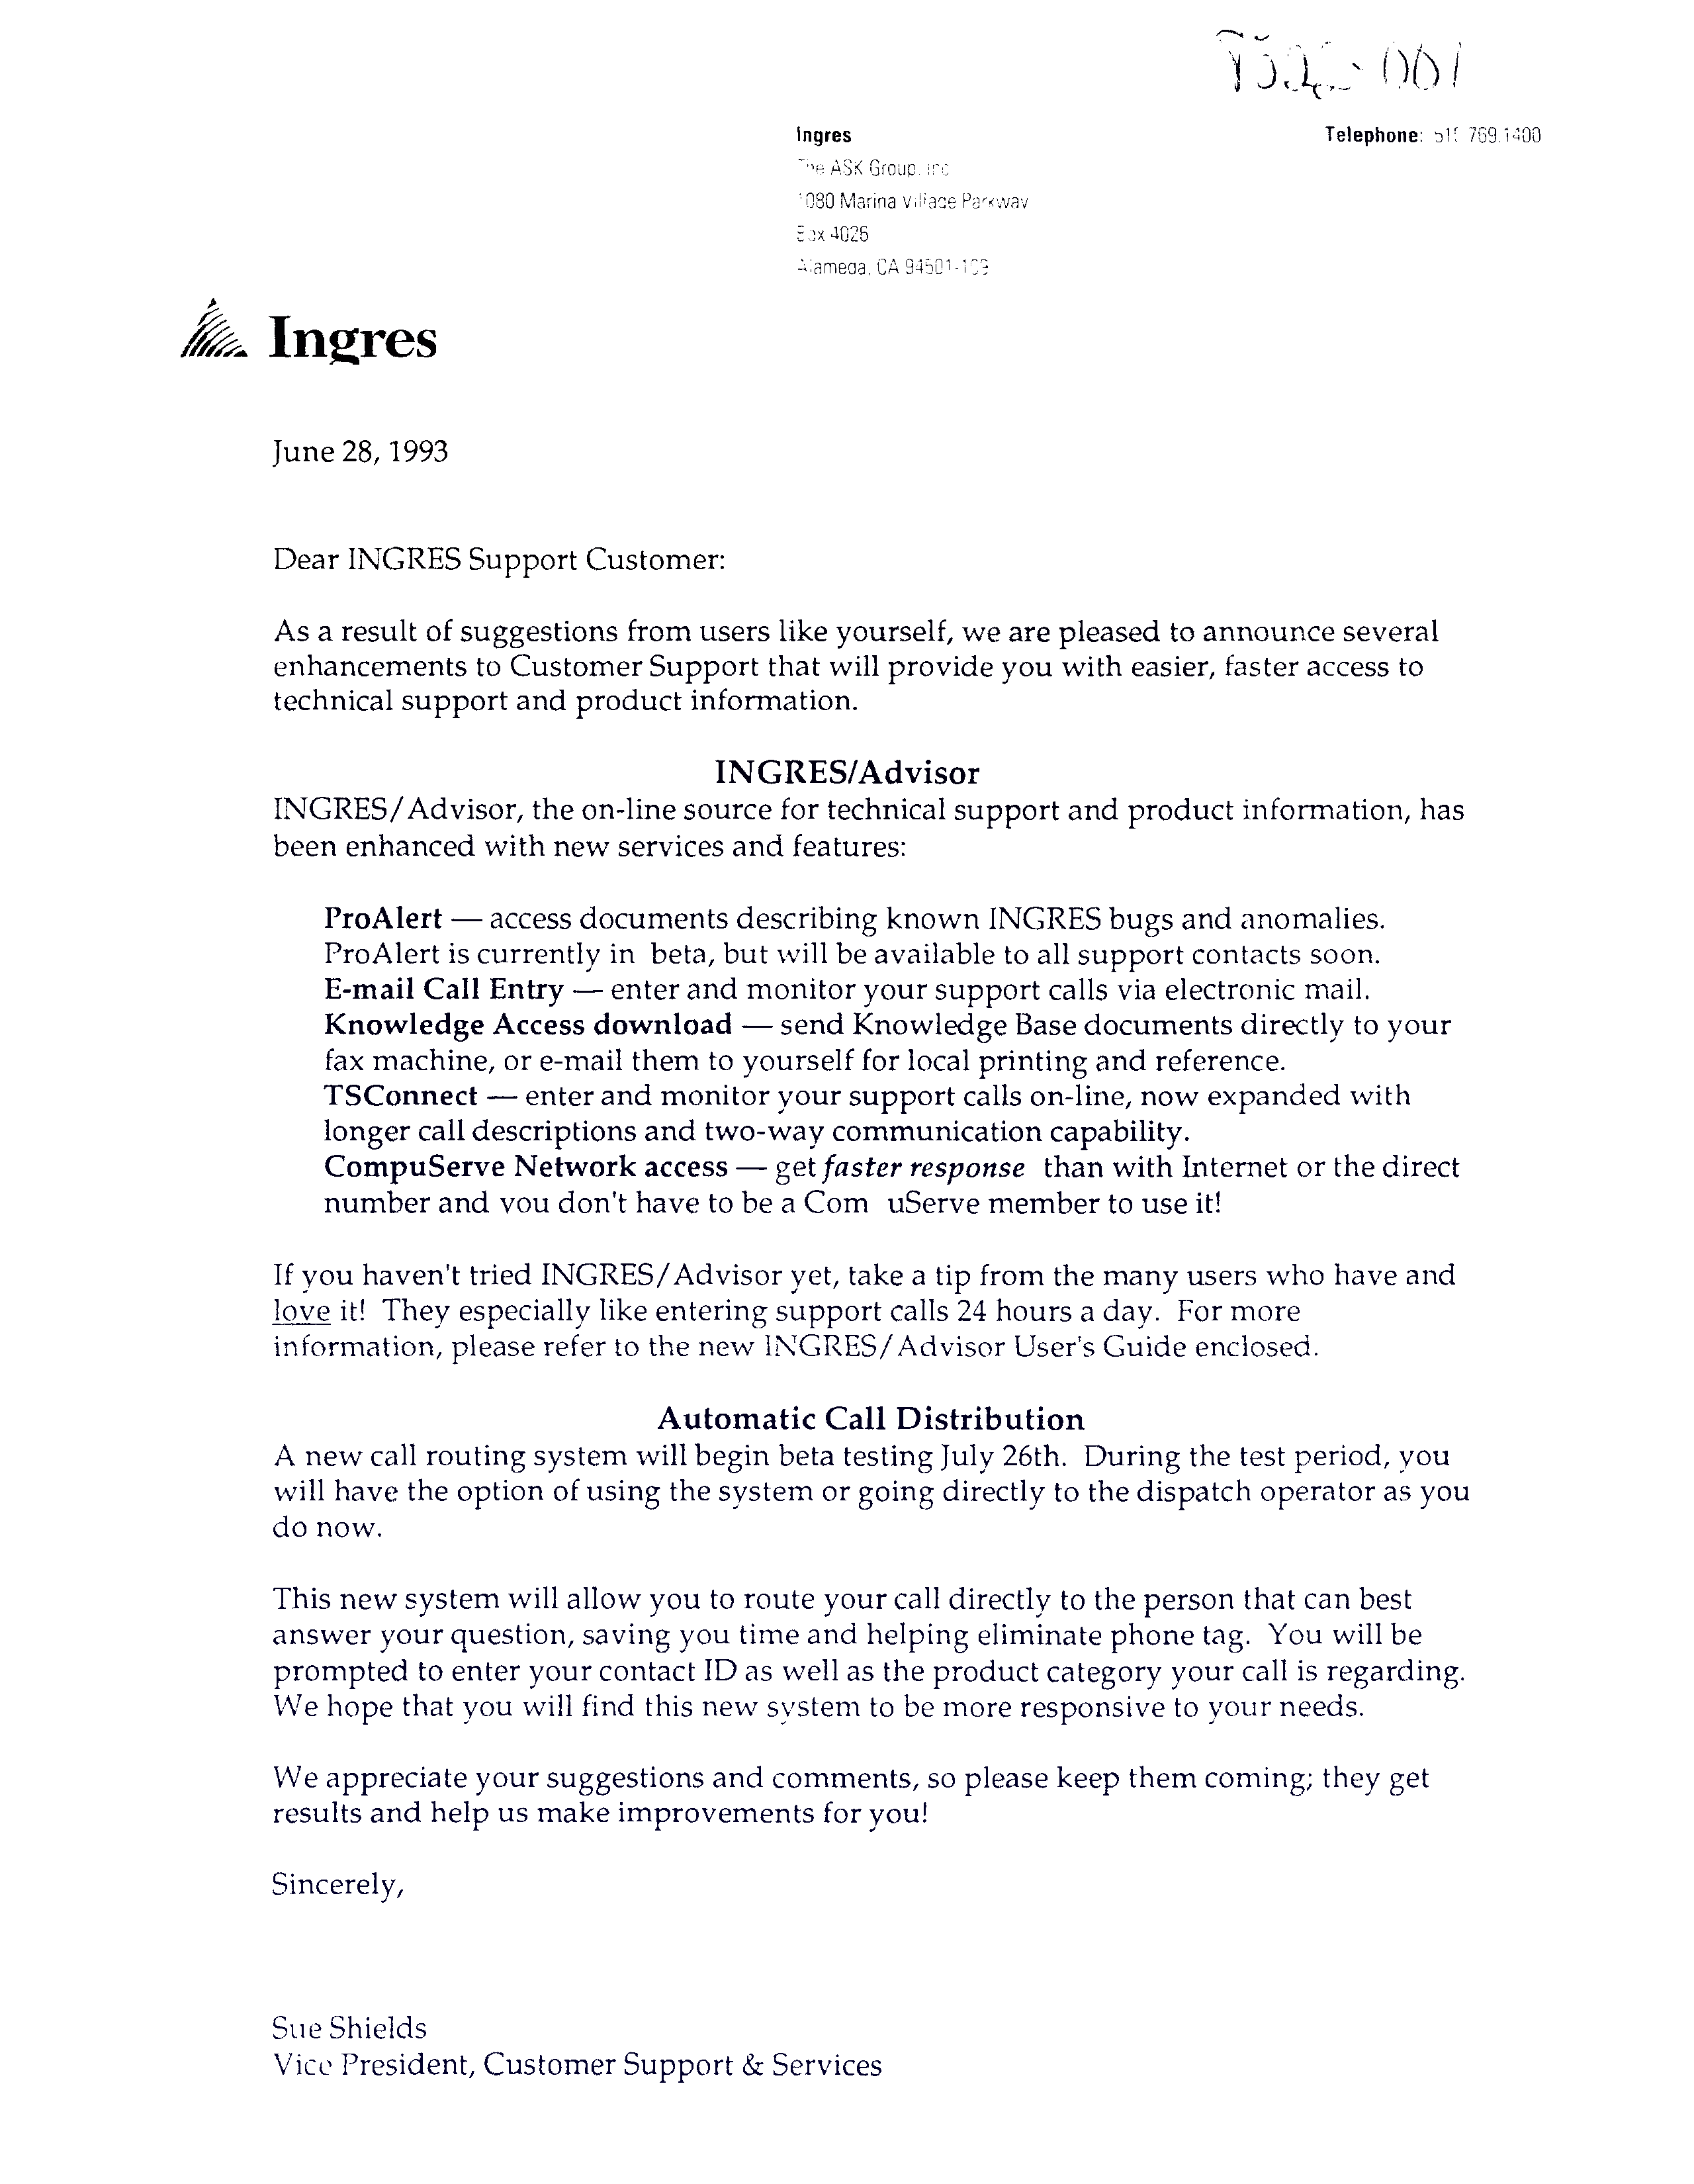 Ingres
Telephone: 769.1400
ASK Group, inc
1080 Marina Village Parkway
Box 4026
Alameda, CA
Ingres
June 28, 1993
Dear INGRES Support Customer:
As a result of suggestions from users like yourself, we are pleased to announce several
enhancements to Customer Support that will provide you with easier, faster access to
technical support and product information.
INGRES/Advisor
INGRES/Advisor, the on-line source for technical support and product information, has
been enhanced with new services and features:
ProAlert — access documents describing known INGRES bugs and anomalies.
ProAlert is currently in beta, but will be available to all support contacts soon.
E-mail Call Entry — enter and monitor your support calls via electronic mail.
Knowledge Access download — send Knowledge Base documents directly to your
fax machine, or e-mail them to yourself for local printing and reference.
TSConnect — enter and monitor your support calls on-line, now expanded with
longer call descriptions and two-way communication capability.
CompuServe Network access — get faster response than with Internet or the direct
number and you don't have to be a Com uServe member to use it!
If you haven't tried INGRES/Advisor yet, take a tip from the many users who have and
love it! They especially like entering support calls 24 hours a day. For more
information, please refer to the new INGRES/Advisor User's Guide enclosed.
Automatic Call Distribution
A new call routing system will begin beta testing July 26th. During the test period, you
will have the option of using the system or going directly to the dispatch operator as you
do now.
This new system will allow you to route your call directly to the person that can best
answer your question, saving you time and helping eliminate phone tag. You will be
prompted to enter your contact ID as well as the product category your call is regarding.
We hope that you will find this new system to be more responsive to your needs.
We appreciate your suggestions and comments, so please keep them coming; they get
results and help us make improvements for you!
Sincerely,
Sue Shields
Vice President, Customer Support & Services